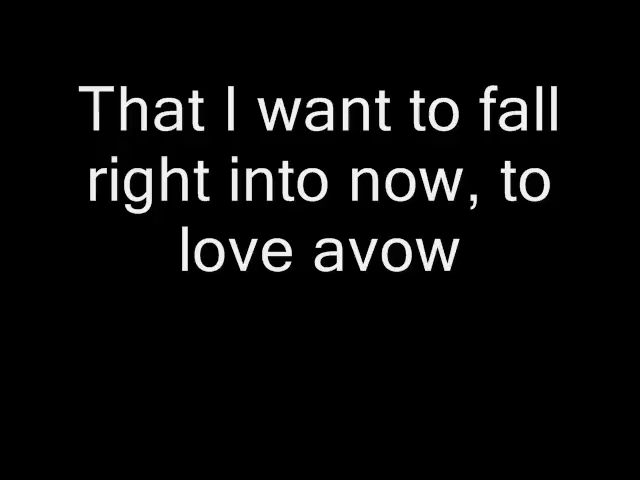 That I want to fall
right into now, to
love avow